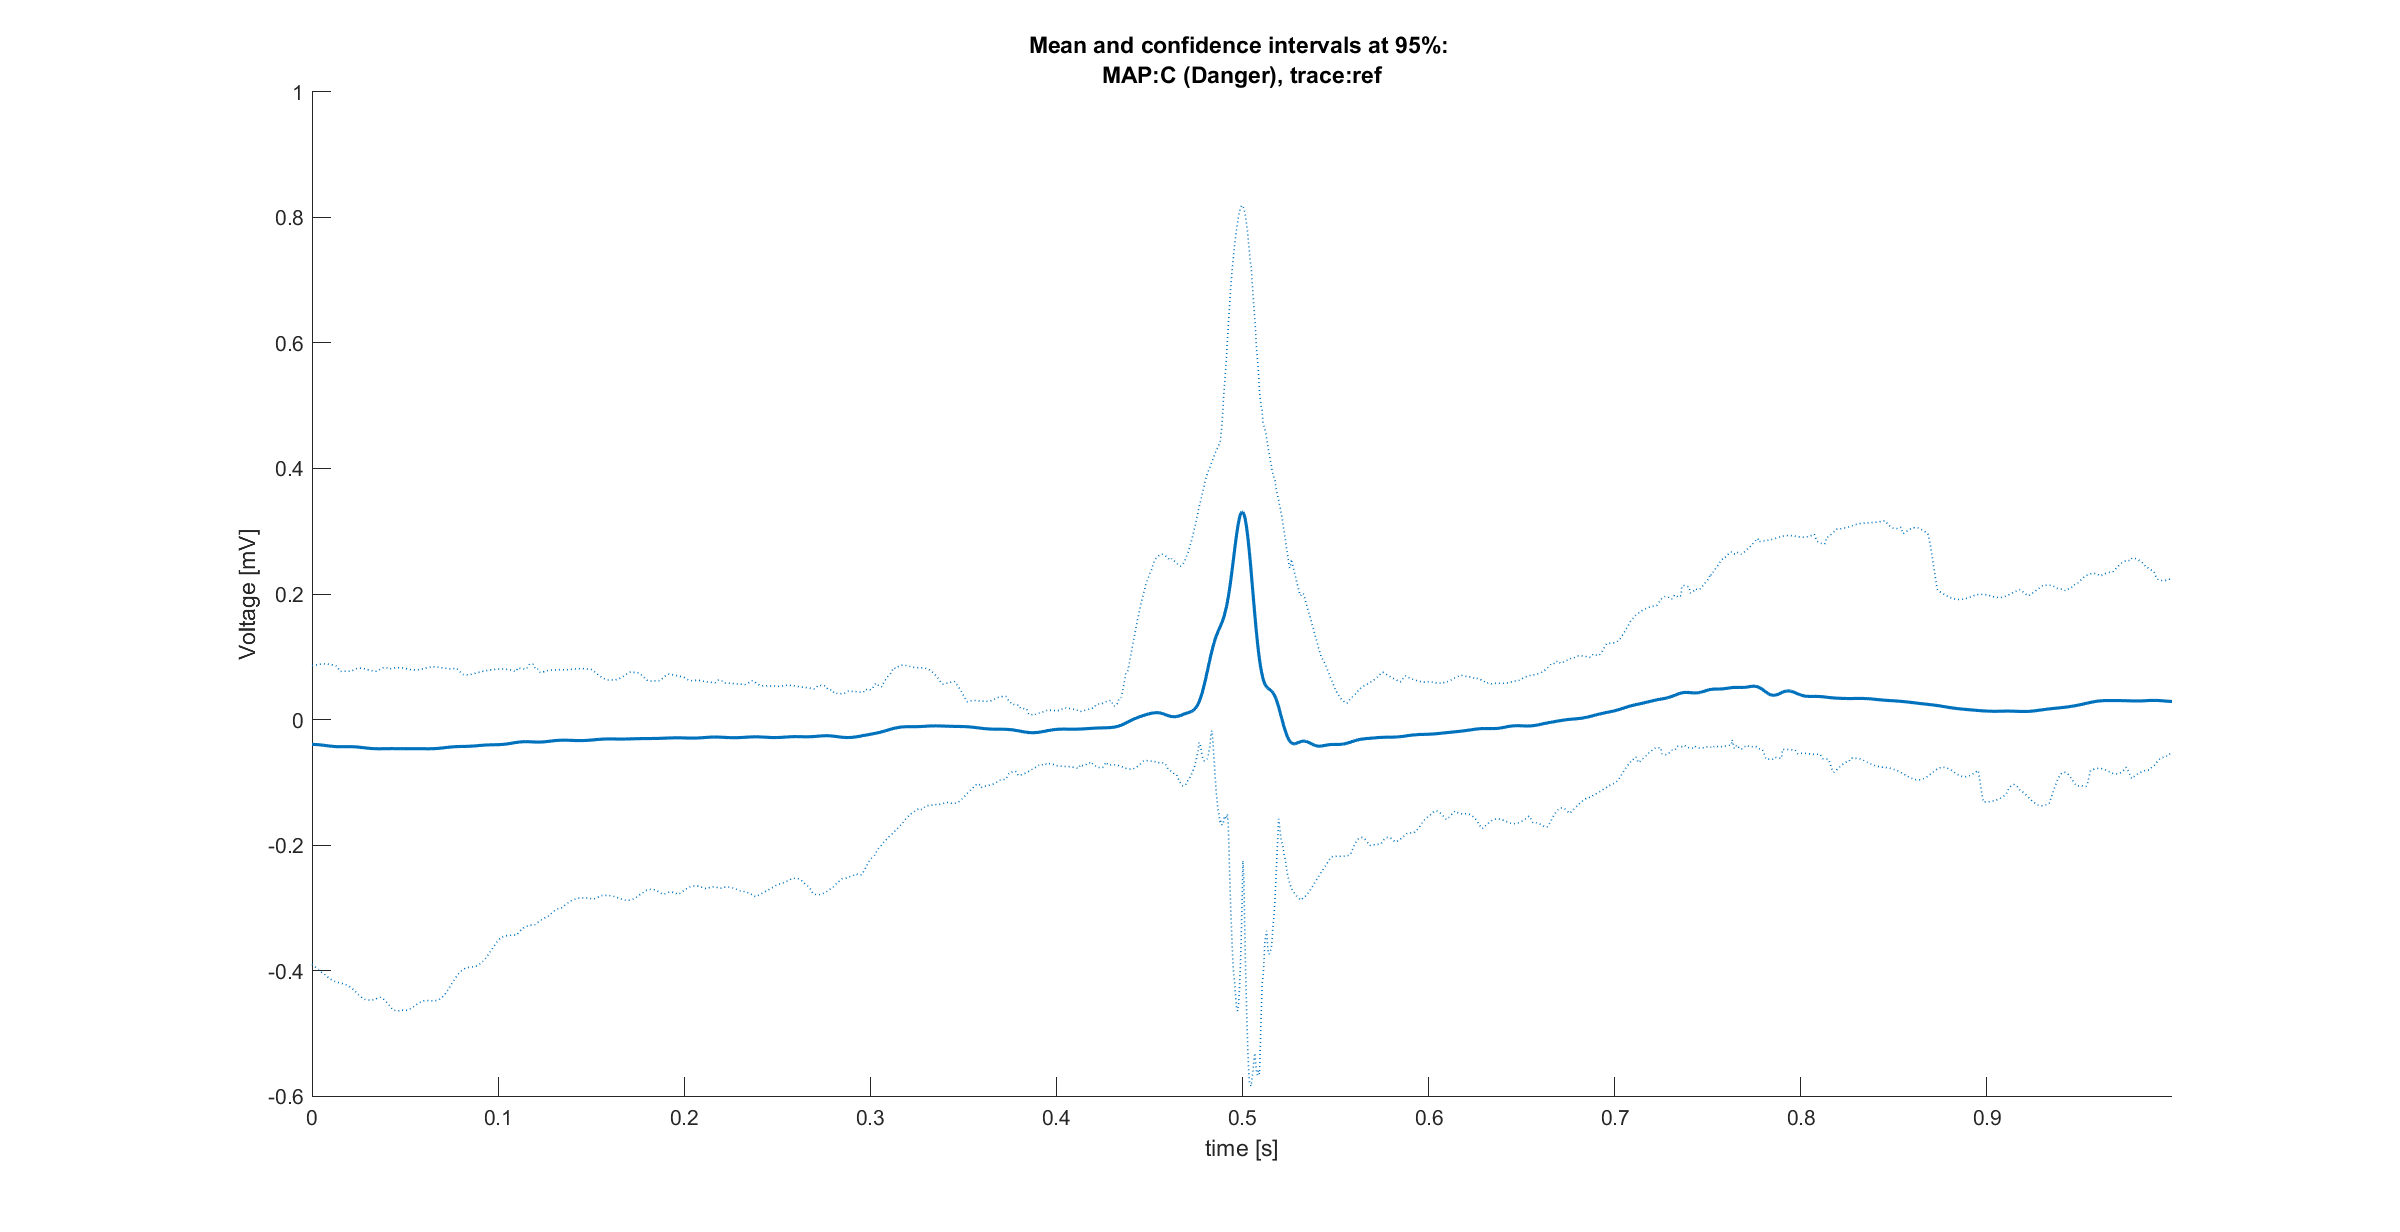 Mean and confidence intervals at 95%:
MAP:C (Danger), trace:ref
1
0.8
0.6
0.4
0.2
0
-0.2
-0.4
-0.6
Voltage [mV]
0 0.1 0.2 0.3 0.4 0.5 0.6 0.7 0.8 0.9
time [s]